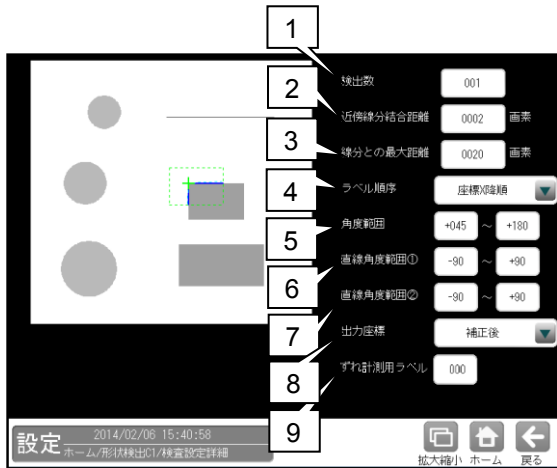 1
検出数 001
2
近傍線分結合距離 0002 画素
3
線分との最大距離 0020 画素
4
ラベル順序 座標X降順
5
角度範囲 +045 ～ +180
6
直線角度範囲① -90 ～ +90
7
直線角度範囲② -90 ～ +90
8
出力座標 補正後
9
ずれ計測用ラベル 000
設定 2014/02/06 15:40:58
ホーム/形状検出C1/検査設定詳細
拡大縮小 ホーム 戻る